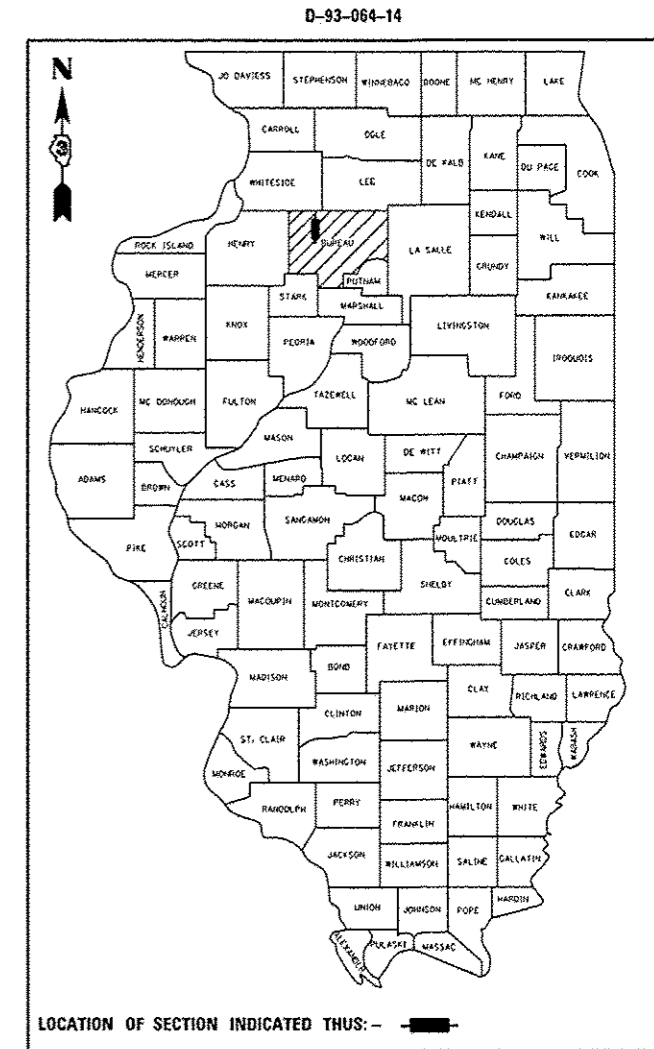 D-93-064-14
N
JO DAVIESS STEPHENSON WINNEBAGO BOONE MC HENRY LAKE
CARROLL OGLE DE KALB KANE DU PAGE COOK
WHITESIDE LEE
KENDALL
ROCK ISLAND HENRY BUREAU LA SALLE WILL
GRUNDY
MERCER PUTNAM
STARK MARSHALL KANKAKEE
HENDERSON WARREN KNOX LIVINGSTON
PEORIA WOODFORD IROQUOIS
HANCOCK MC DONOUGH FULTON TAZEWELL MC LEAN FORD
MASON
SCHUYLER LOGAN DE WITT CHAMPAIGN VERMILION
ADAMS BROWN CASS MENARD PIATT
MACON
MORGAN SANGAMON DOUGLAS
PIKE SCOTT CHRISTIAN MOULTRIE EDGAR
COLES
GREENE SHELBY
CALHOUN MACOUPIN MONTGOMERY CUMBERLAND CLARK
JERSEY
FAYETTE EFFINGHAM JASPER CRAWFORD
BOND
MADISON CLAY RICHLAND LAWRENCE
CLINTON MARION
ST. CLAIR WAYNE EDWARDS WABASH
WASHINGTON
MONROE JEFFERSON
RANDOLPH PERRY HAMILTON WHITE
FRANKLIN
JACKSON WILLIAMSON SALINE GALLATIN
HARDIN
UNION JOHNSON POPE
ALEXANDER PULASKI MASSAC
LOCATION OF SECTION INDICATED THUS: -